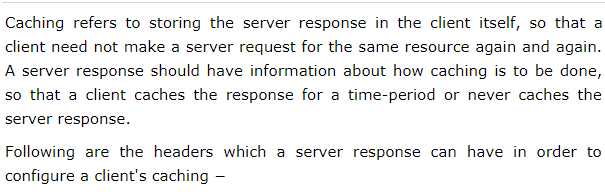 Caching refers to storing the server response in the client itself, so that a
client need not make a server request for the same resource again and again.
A server response should have information about how caching is to be done,
so that a client caches the response for a time-period or never caches the
server response.
Following are the headers which a server response can have in order to
configure a client's caching −